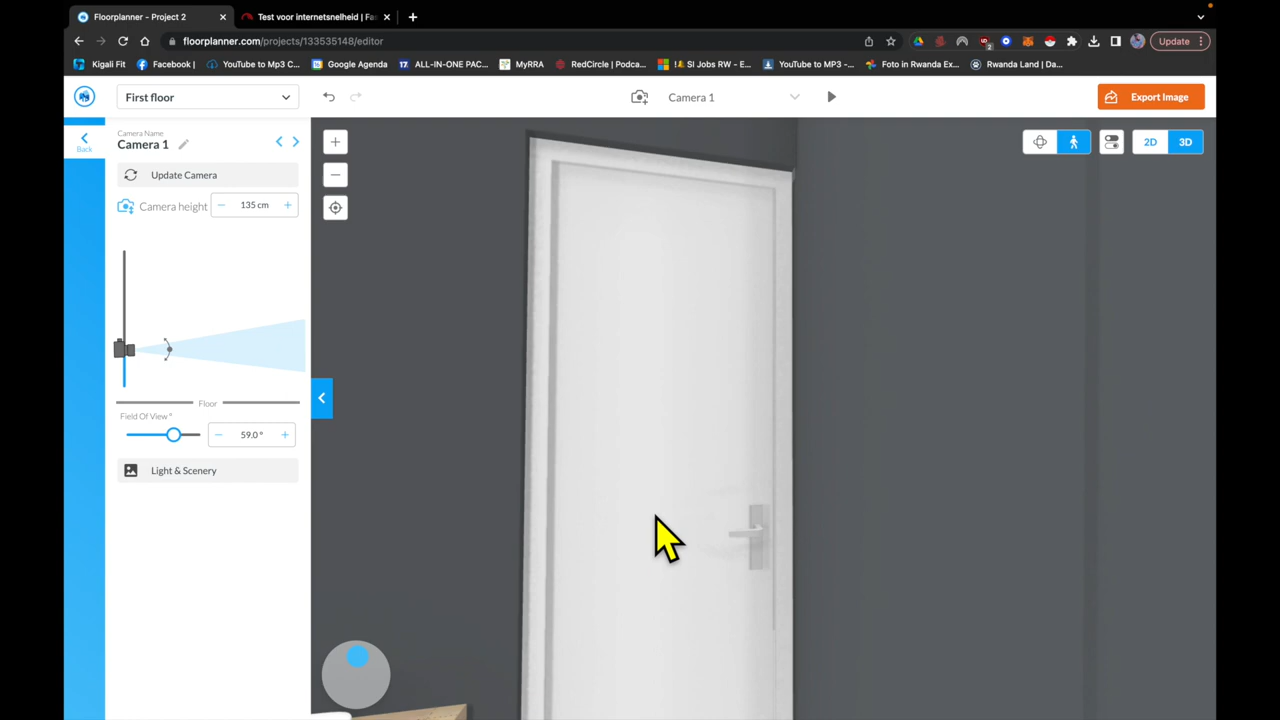 Floorplanner - Project 2
Test voor internetsnelheid | Fas
floorplanner.com/projects/133535148/editor
Update
Kigali Fit
Facebook |
YouTube to Mp3 C...
Google Agenda
17 ALL-IN-ONE PAC...
MyRRA
RedCircle | Podca...
SI Jobs RW - E...
YouTube to MP3 -...
Foto in Rwanda Ex...
Rwanda Land | Da...
First floor
Camera 1
Export Image
Back
Camera Name
Camera 1
2D
3D
Update Camera
Camera height
135 cm
Floor
Field Of View °
59.0 °
Light & Scenery